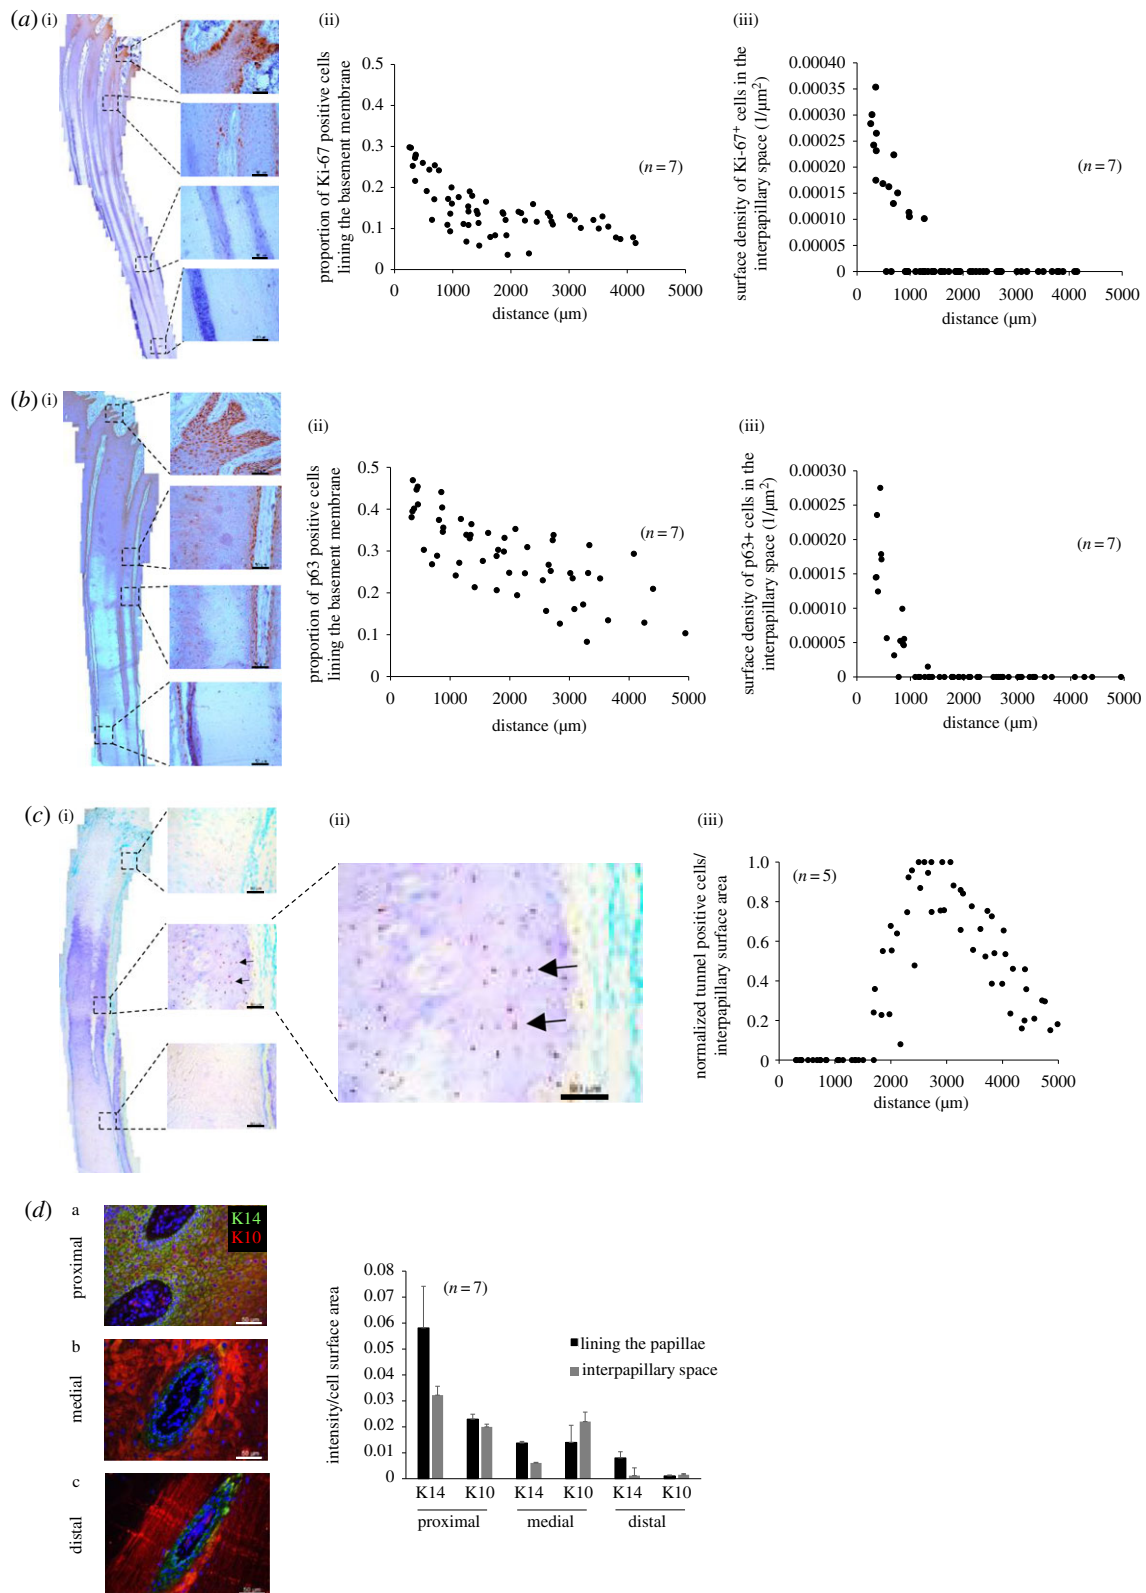 (a) (i)
(ii)
(iii)
proportion of Ki-67 positive cells
lining the basement membrane
0.5
0.4
0.3
0.2
0.1
0
(n = 7)
0 1000 2000 3000 4000 5000
distance (µm)
surface density of Ki-67⁺ cells in the
interpapillary space (1/µm²)
0.00040
0.00035
0.00030
0.00025
0.00020
0.00015
0.00010
0.00005
0
(n = 7)
0 1000 2000 3000 4000 5000
distance (µm)
(b) (i)
(ii)
(iii)
proportion of p63 positive cells
lining the basement membrane
0.5
0.4
0.3
0.2
0.1
0
(n = 7)
0 1000 2000 3000 4000 5000
distance (µm)
surface density of p63+ cells in the
interpapillary space (1/µm²)
0.00030
0.00025
0.00020
0.00015
0.00010
0.00005
0
(n = 7)
0 1000 2000 3000 4000 5000
distance (µm)
(c) (i)
(ii)
(iii)
normalized tunnel positive cells/
interpapillary surface area
1.0
0.8
0.6
0.4
0.2
0
(n = 5)
0 1000 2000 3000 4000 5000
distance (µm)
(d)
a
proximal
K14
K10
50 µm
b
medial
50 µm
c
distal
50 µm
intensity/cell surface area
0.08
0.07
0.06
0.05
0.04
0.03
0.02
0.01
0
(n = 7)
lining the papillae
interpapillary space
K14 K10 K14 K10 K14 K10
proximal medial distal